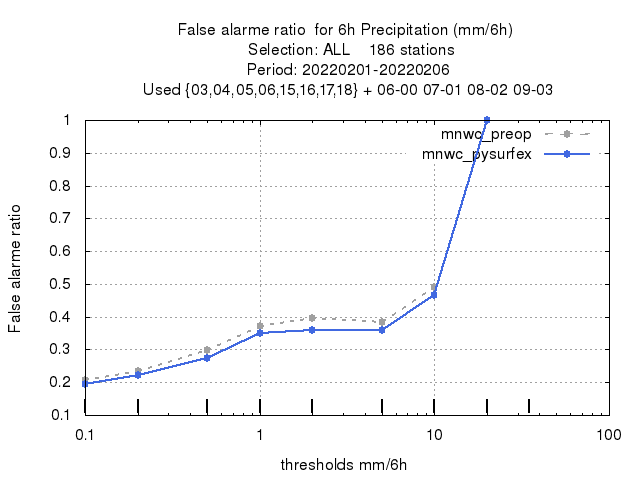 False alarme ratio  for 6h Precipitation (mm/6h)
Selection: ALL    186 stations
Period: 20220201-20220206
Used {03,04,05,06,15,16,17,18} + 06-00 07-01 08-02 09-03
mnwc_preop
mnwc_pysurfex
False alarme ratio
1
0.9
0.8
0.7
0.6
0.5
0.4
0.3
0.2
0.1
0.1 1 10 100
thresholds mm/6h